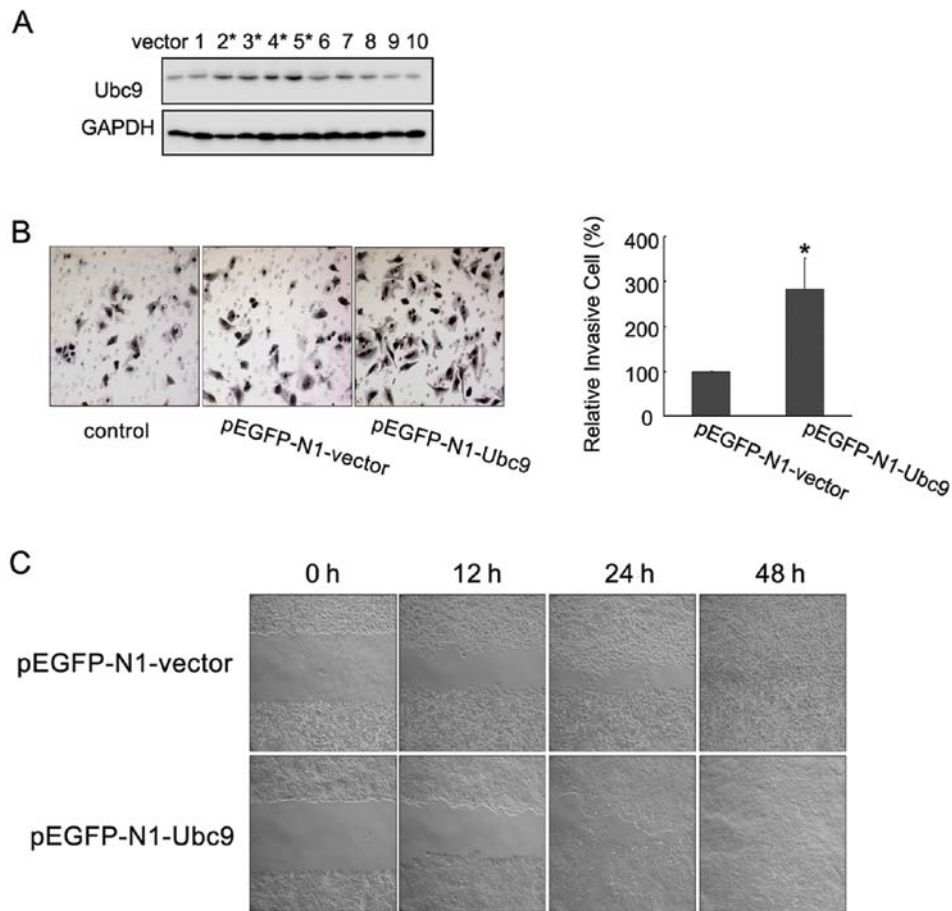 A
vector 1 2* 3* 4* 5* 6 7 8 9 10
Ubc9
GAPDH
B
control
pEGFP-N1-vector
pEGFP-N1-Ubc9
Relative Invasive Cell (%)
400
300
200
100
0
*
pEGFP-N1-vector
pEGFP-N1-Ubc9
C
0 h 12 h 24 h 48 h
pEGFP-N1-vector
pEGFP-N1-Ubc9